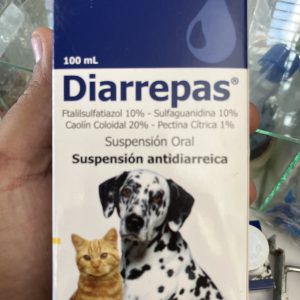 100 mL
Diarrepas®
Ftalilsulfatiazol 10% - Sulfaguanidina 10%
Caolín Coloidal 20% - Pectina Cítrica 1%
Suspensión Oral
Suspensión antidiarreica